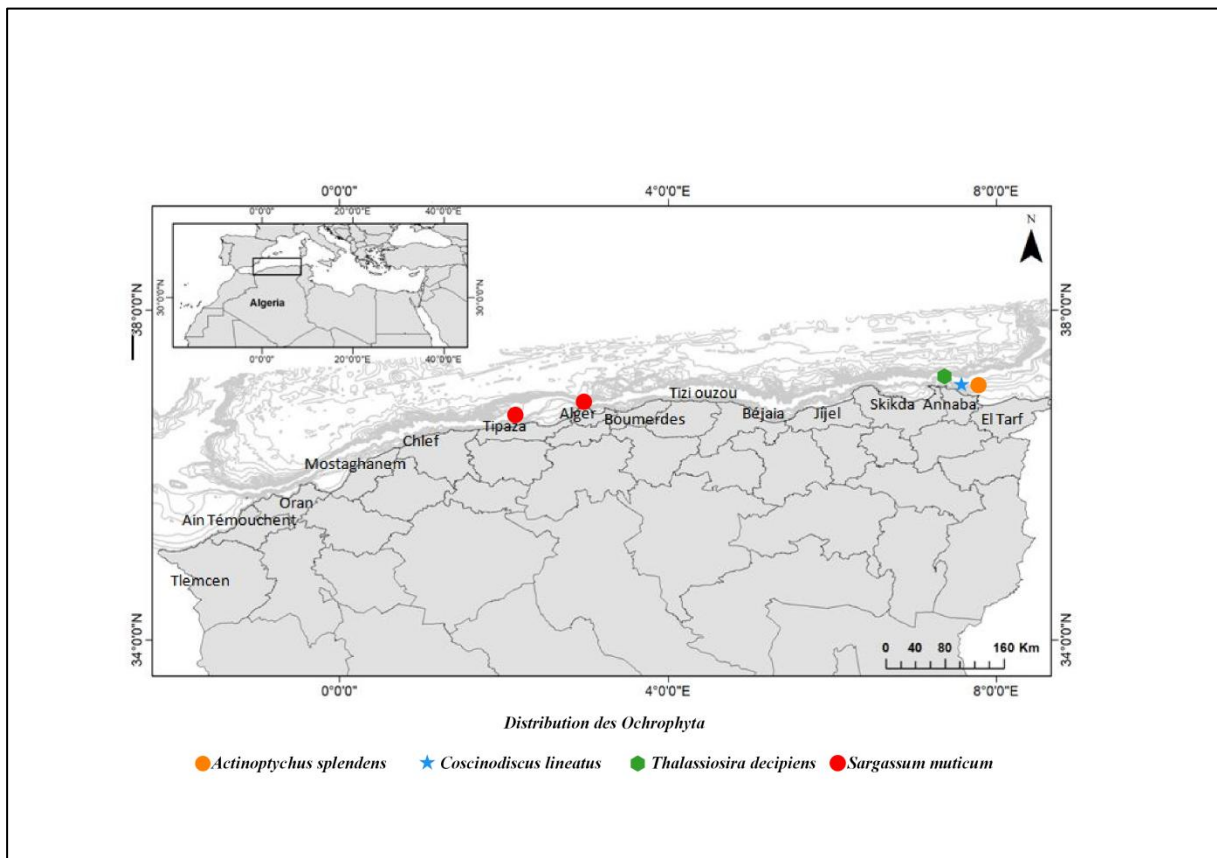 0°0'0" 4°0'0"E 8°0'0"E
0°0'0" 20°0'0"E 40°0'0"E
N
30°0'0"N 30°0'0"N
Algeria
38°0'0"N 38°0'0"N
0°0'0" 20°0'0"E 40°0'0"E
Tizi ouzou
Alger
Skikda Annaba
Tipaza Boumerdes Béjaia Jijel El Tarf
Chlef
Mostaghanem
Oran
Ain Témouchent
Tlemcen
34°0'0"N 34°0'0"N
0 40 80 160 Km
0°0'0" 4°0'0"E 8°0'0"E
Distribution des Ochrophyta
Actinoptychus splendens Coscinodiscus lineatus Thalassiosira decipiens Sargassum muticum